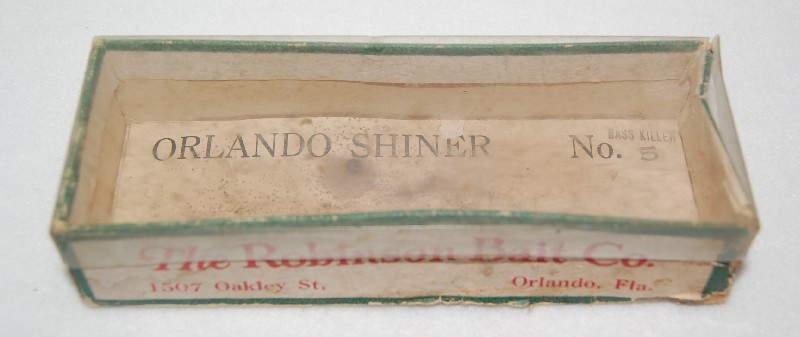 BASS KILLER
ORLANDO SHINER No. 5
The Robinson Bait Co.
1507 Oakley St. Orlando, Fla.